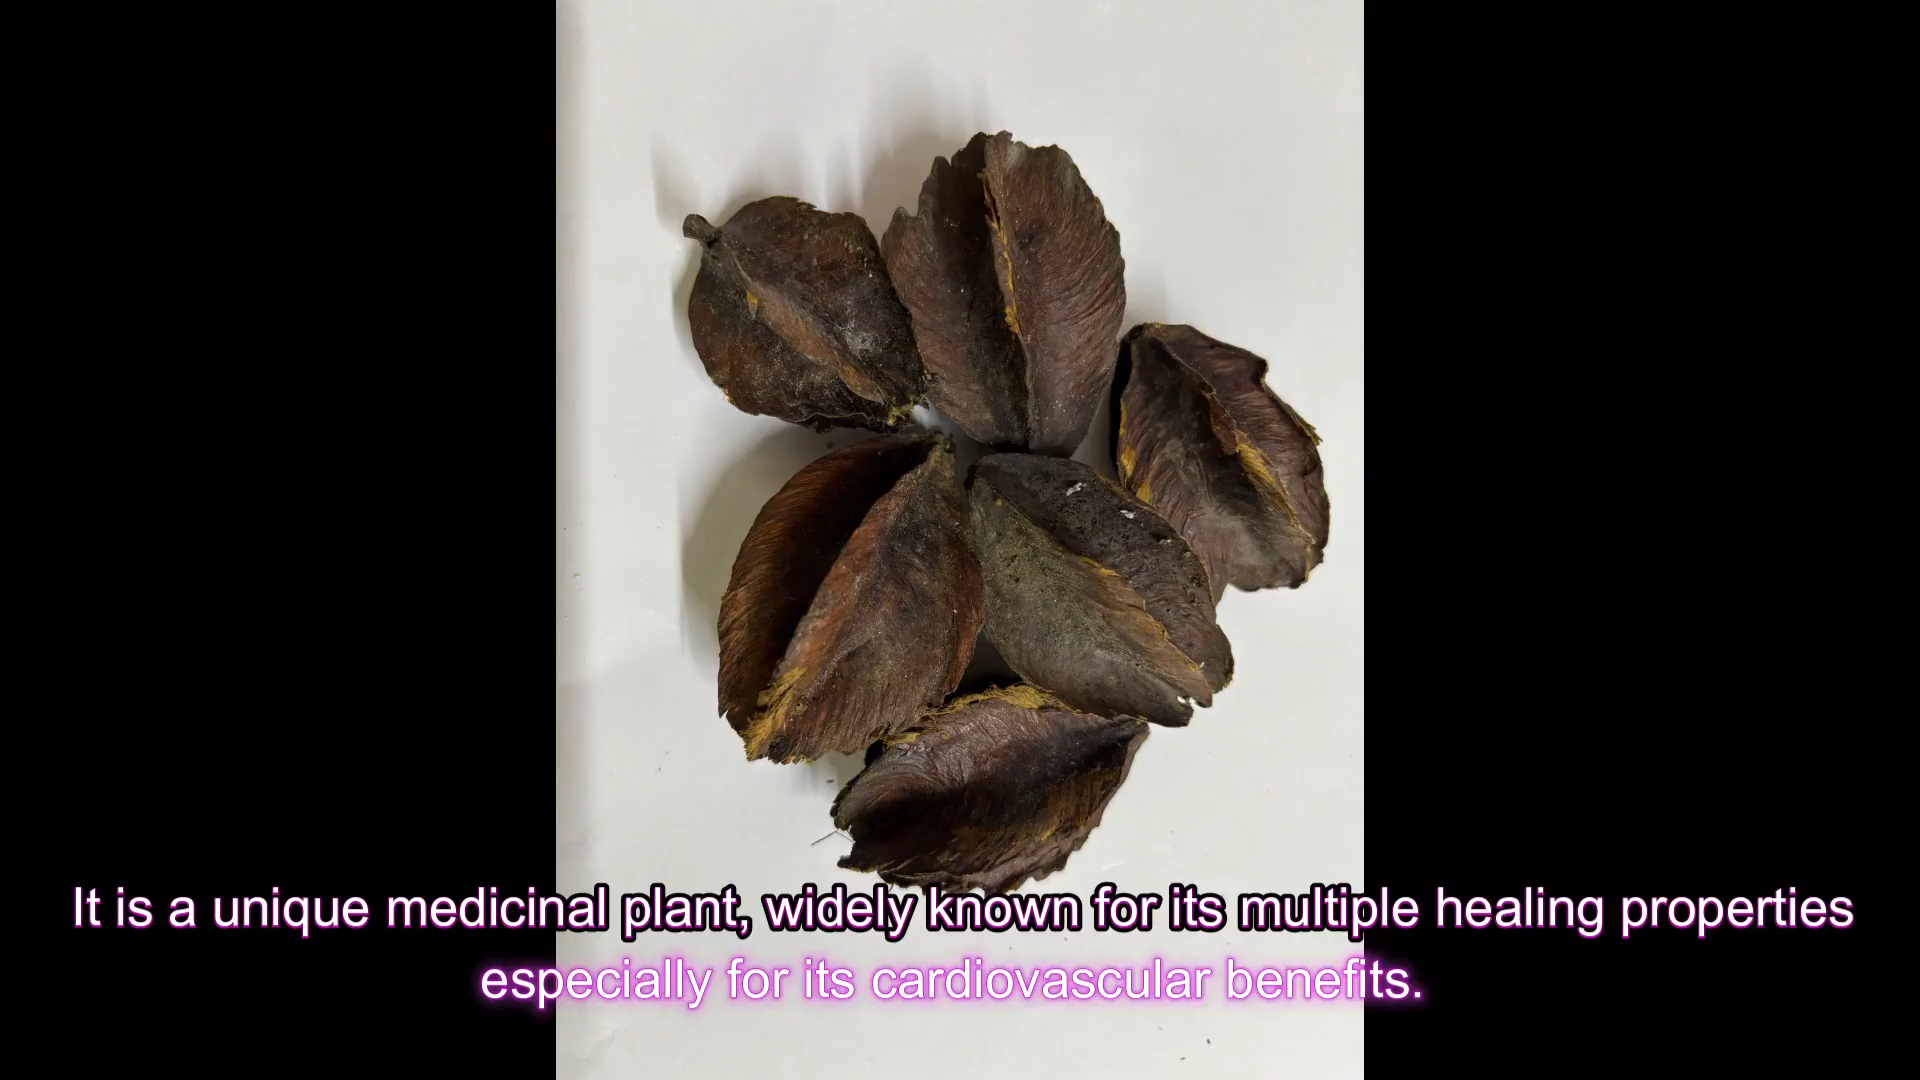 It is a unique medicinal plant, widely known for its multiple healing properties
especially for its cardiovascular benefits.